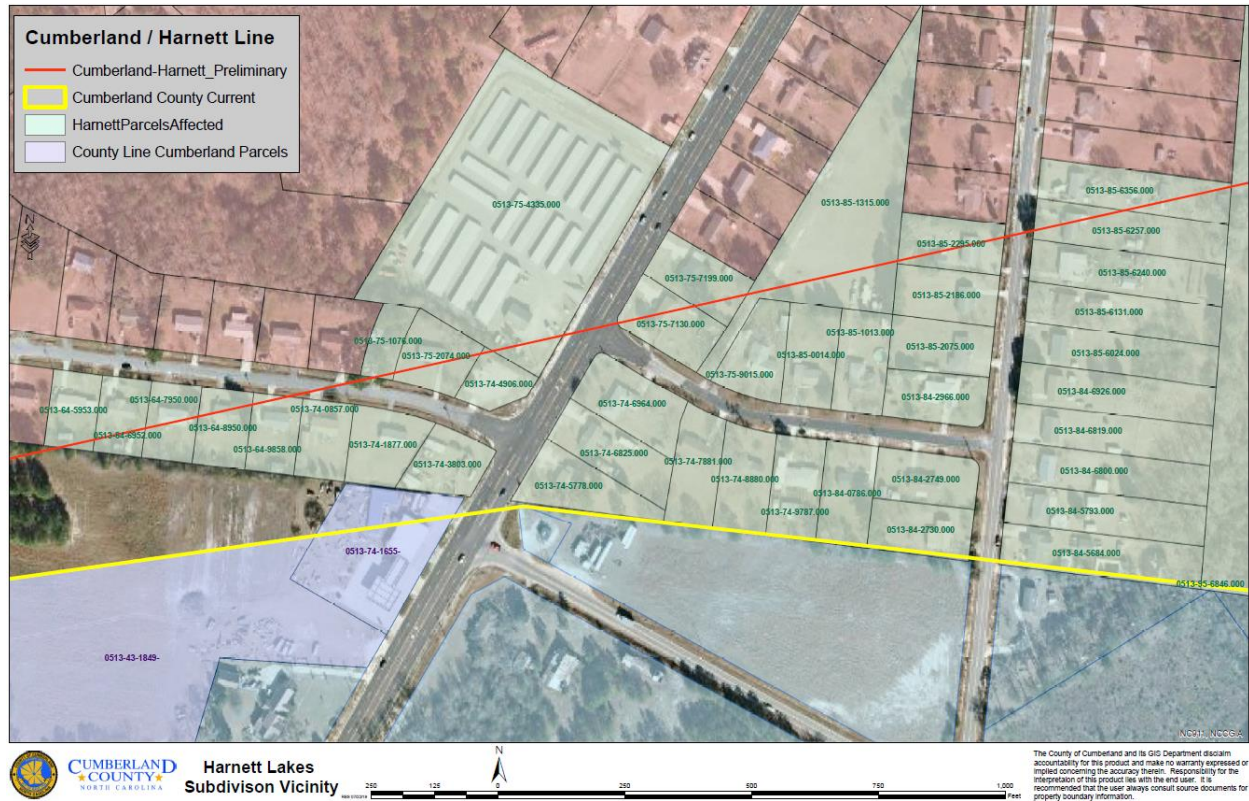 Cumberland / Harnett Line
Cumberland-Harnett_Preliminary
Cumberland County Current
HarnettParcelsAffected
County Line Cumberland Parcels
N
0513-75-4335.000
0513-85-1315.000
0513-85-6356.000
0513-85-6257.000
0513-85-2295.000
0513-85-6240.000
0513-75-7199.000
0513-85-2186.000
0513-85-6131.000
0513-75-7130.000
0513-85-1013.000
0513-75-1076.000
0513-85-2075.000
0513-85-6024.000
0513-75-2074.000
0513-85-0014.000
0513-75-9015.000
0513-74-4906.000
0513-84-6926.000
0513-84-2966.000
0513-64-7950.000
0513-74-6964.000
0513-64-5953.000
0513-74-0857.000
0513-64-8950.000
0513-84-6819.000
0513-64-6952.000
0513-74-1877.000
0513-64-9858.000
0513-74-6825.000
0513-74-7881.000
0513-74-3803.000
0513-84-6800.000
0513-74-8880.000
0513-84-2749.000
0513-74-5778.000
0513-84-0786.000
0513-74-9787.000
0513-84-5793.000
0513-84-2730.000
0513-74-1655-
0513-84-5684.000
0513-95-6846.000
0513-43-1849-
CUMBERLAND
COUNTY
NORTH CAROLINA
Harnett Lakes
Subdivison Vicinity
N
250 125 0 250 500 750 1,000
Feet
The County of Cumberland and its GIS Department disclaim
accountability for this product and make no warranty expressed or
implied concerning the accuracy therein. Responsibility for the
interpretation of this product lies with the end user. It is
recommended that the user always consult source documents for
property boundary information.